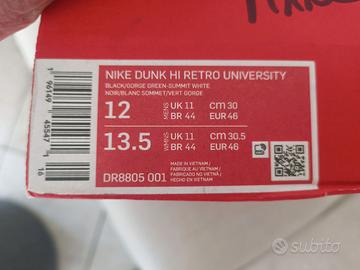 NIKE DUNK HI RETRO UNIVERSITY
BLACK/GORGE GREEN-SUMMIT WHITE
NOIR/BLANC SOMMET/VERT GORGE
12 MENS UK 11 CM 30
BR 44 EUR 46
13.5 WMNS UK 11 CM 30.5
BR 44 EUR 46
MADE IN VIETNAM /
FABRIQUE AU VIETNAM /
FABRICADO EN VIETNÃ /
HECHO EN VIETNAM
DR8805 001
subito